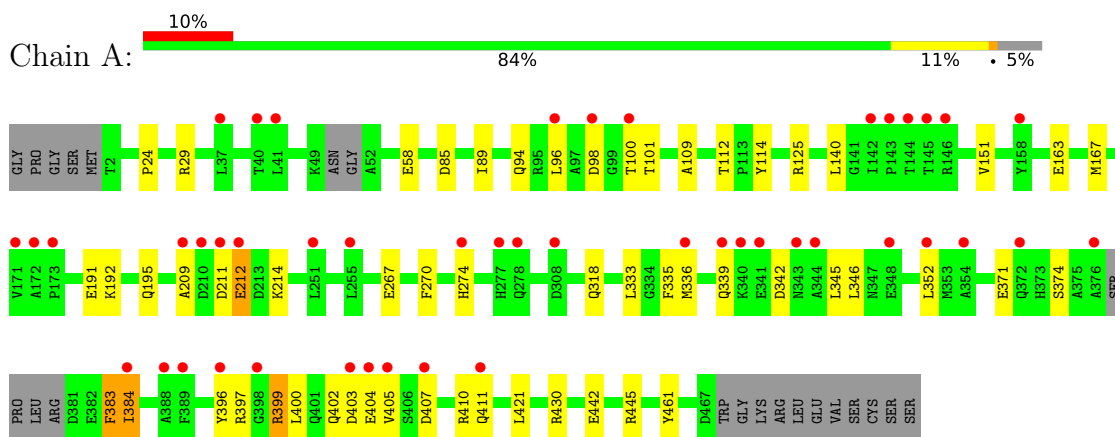 10%
Chain A:
84% 11% • 5%
GLY PRO GLY SER MET T2 P24 R29 L37 T40 L41 K49 ASN GLY A52 E58 D85 I89 Q94 R95 L96 A97 D98 G99 T100 T101 A109 T112 P113 Y114 R125 L140 G141 I142 P143 T144 T145 R146 V151 Y158 E163 M167
V171 A172 P173 E191 K192 Q195 A209 D210 D211 E212 D213 K214 L251 L255 E267 F270 H274 H277 Q278 D308 Q318 L333 G334 F335 M336 Q339 K340 E341 D342 N343 A344 L345 L346 N347 E348 L352 M353 A354 E371 Q372 H373 S374 A375 A376 SER
PRO LEU ARG D381 E382 F383 I384 A388 F389 Y396 R397 G398 R399 L400 Q401 Q402 D403 E404 V405 S406 D407 R410 Q411 L421 R430 E442 R445 Y461 D467 TRP GLY LYS ARG LEU GLU VAL SER CYS SER SER